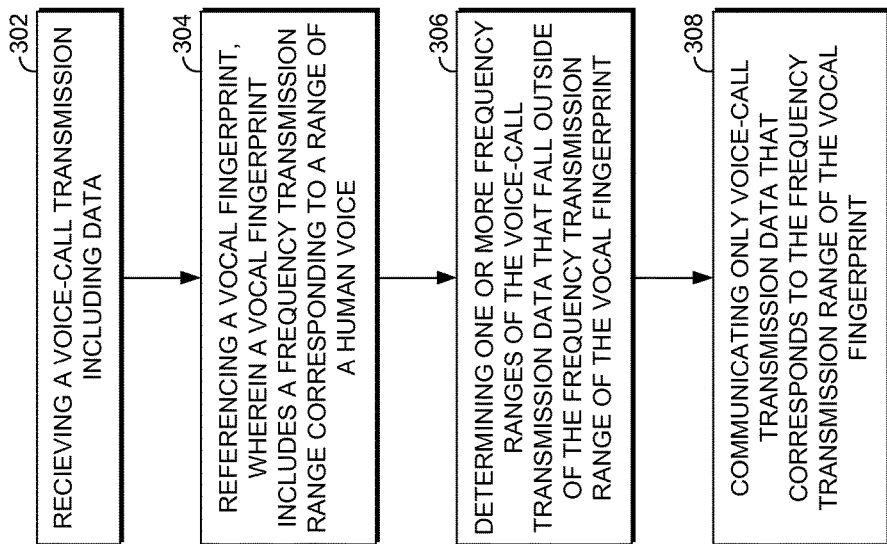 302
RECIEVING A VOICE-CALL TRANSMISSION
INCLUDING DATA
304
REFERENCING A VOCAL FINGERPRINT,
WHEREIN A VOCAL FINGERPRINT
INCLUDES A FREQUENCY TRANSMISSION
RANGE CORRESPONDING TO A RANGE OF
A HUMAN VOICE
306
DETERMINING ONE OR MORE FREQUENCY
RANGES OF THE VOICE-CALL
TRANSMISSION DATA THAT FALL OUTSIDE
OF THE FREQUENCY TRANSMISSION
RANGE OF THE VOCAL FINGERPRINT
308
COMMUNICATING ONLY VOICE-CALL
TRANSMISSION DATA THAT
CORRESPONDS TO THE FREQUENCY
TRANSMISSION RANGE OF THE VOCAL
FINGERPRINT